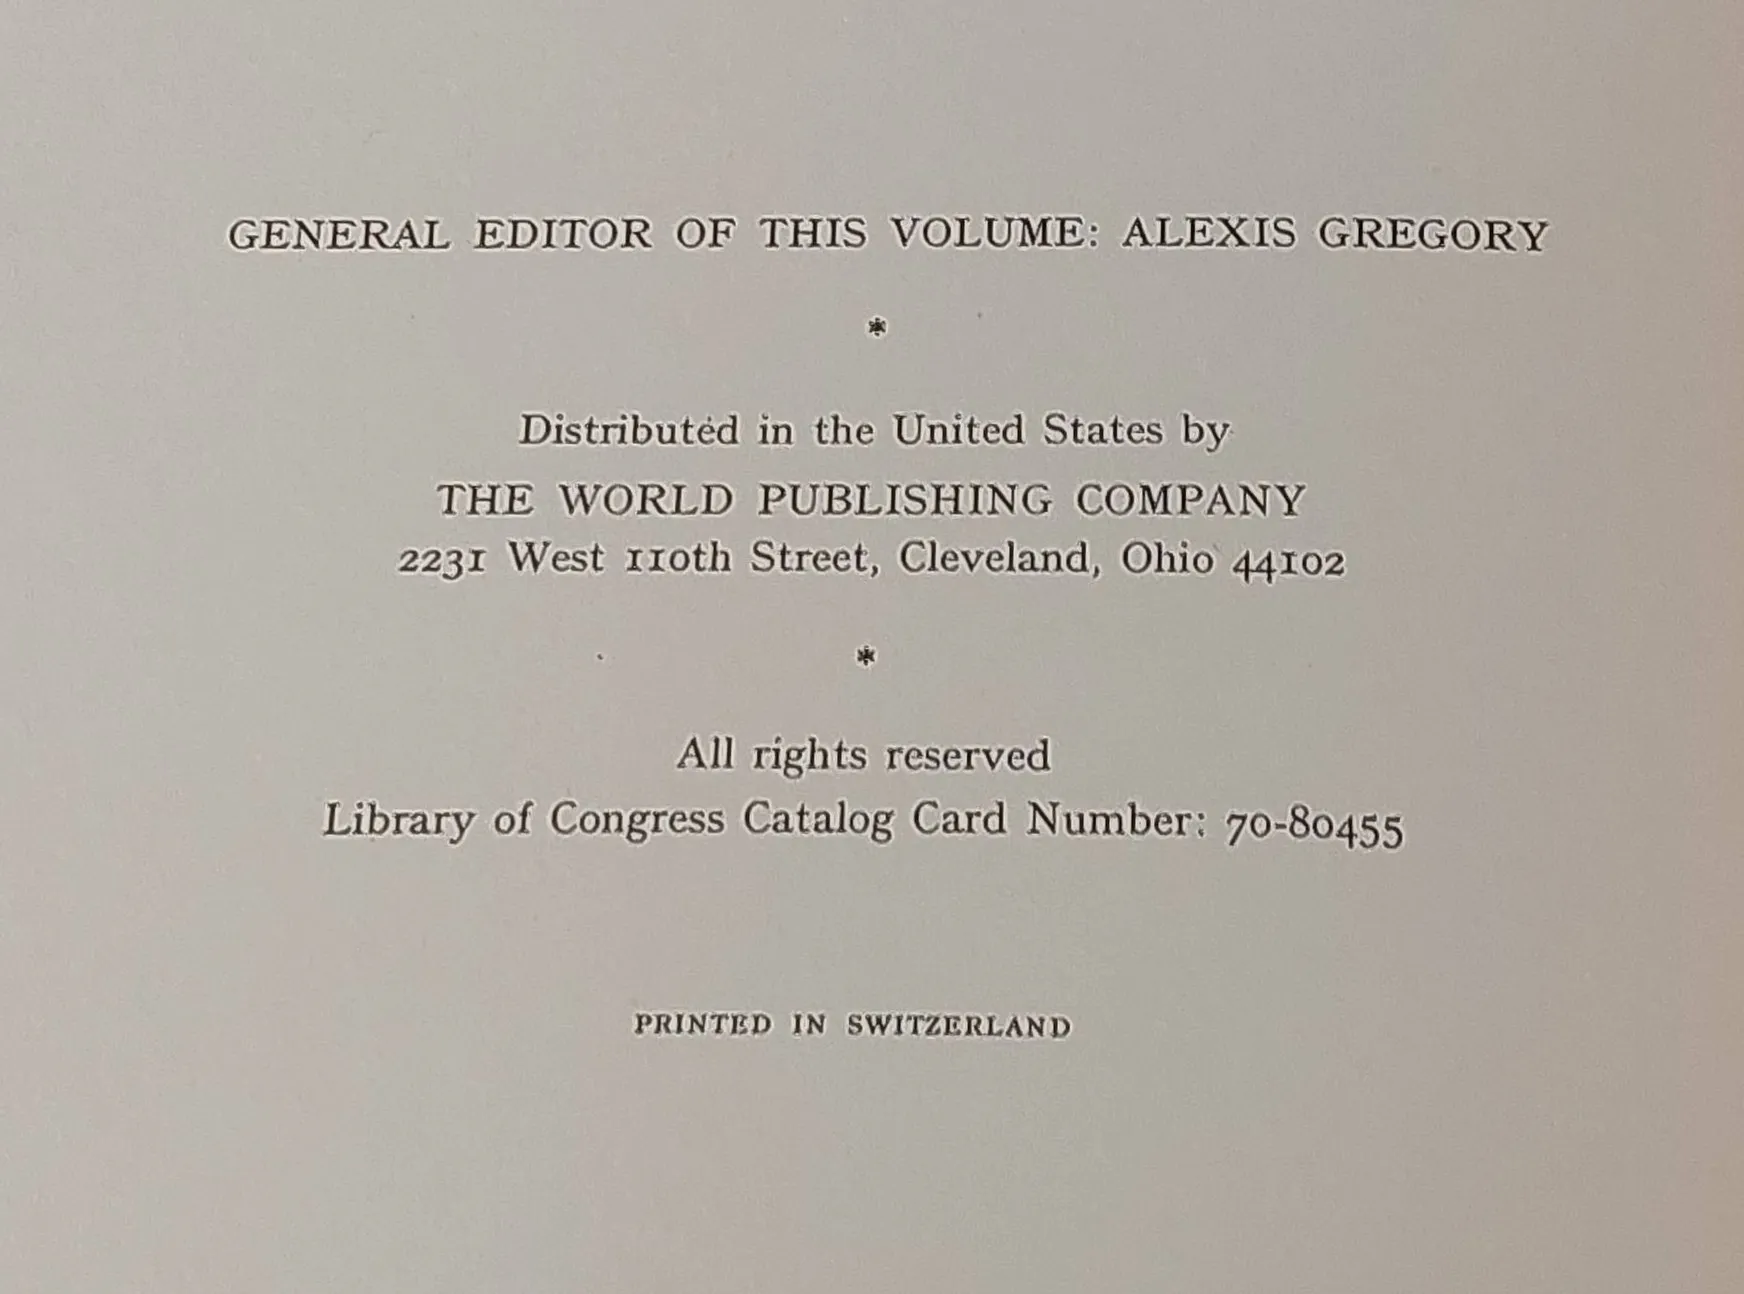 GENERAL EDITOR OF THIS VOLUME: ALEXIS GREGORY
*
Distributed in the United States by
THE WORLD PUBLISHING COMPANY
2231 West 110th Street, Cleveland, Ohio 44102
*
All rights reserved
Library of Congress Catalog Card Number: 70-80455
PRINTED IN SWITZERLAND